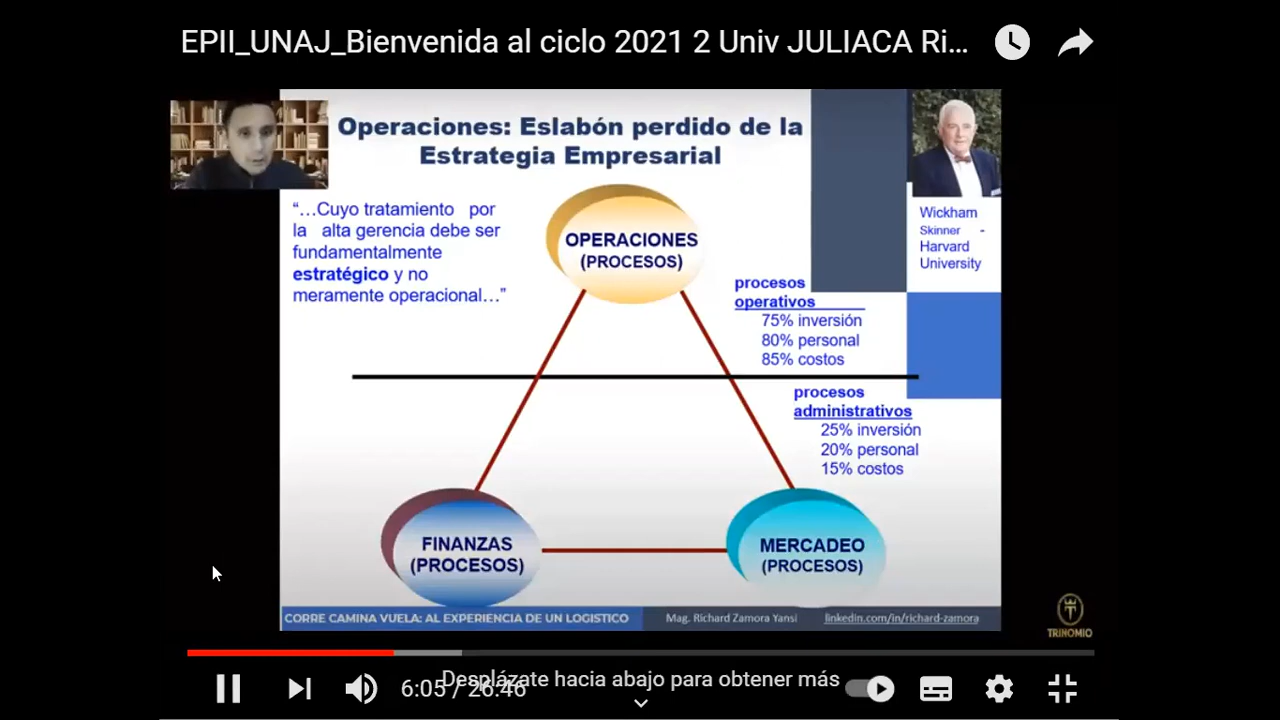 EPII_UNAJ_Bienvenida al ciclo 2021 2 Univ JULIACA Ri...
Operaciones: Eslabón perdido de la
Estrategia Empresarial
“...Cuyo tratamiento por
la alta gerencia debe ser
fundamentalmente
estratégico y no
meramente operacional...”
OPERACIONES
(PROCESOS)
Wickham
Skinner -
Harvard
University
procesos
operativos
75% inversión
80% personal
85% costos
procesos
administrativos
25% inversión
20% personal
15% costos
FINANZAS
(PROCESOS)
MERCADEO
(PROCESOS)
CORRE CAMINA VUELA: AL EXPERIENCIA DE UN LOGISTICO
Mag. Richard Zamora Yansi
linkedin.com/in/richard-zamora
TRINOMIO
6:05 / 26:46
Desplázate hacia abajo para obtener más